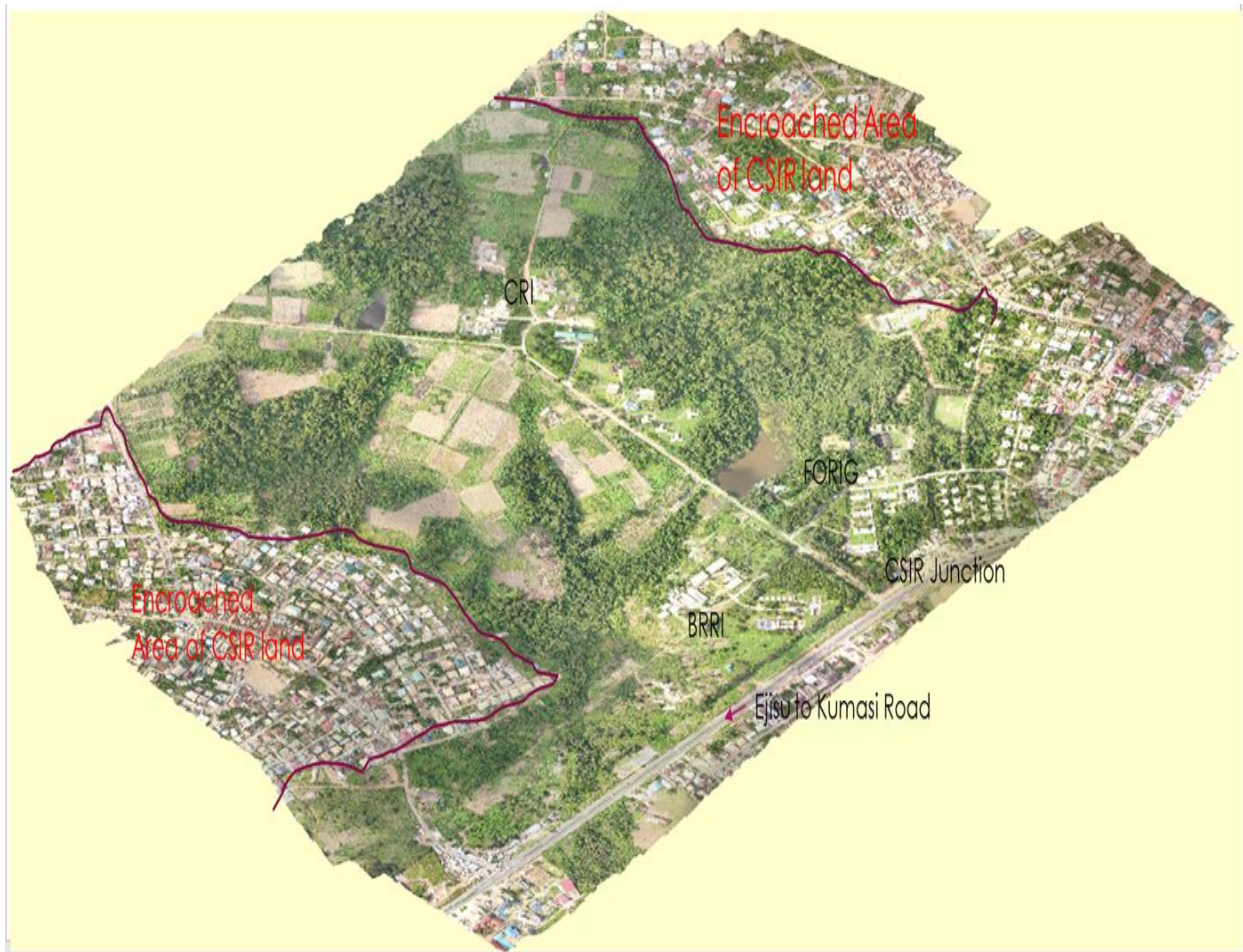 Encroached Area
of CSIR land
CRI
FORIG
CSIR Junction
Encroached
Area of CSIR land
BRRI
Ejisu to Kumasi Road